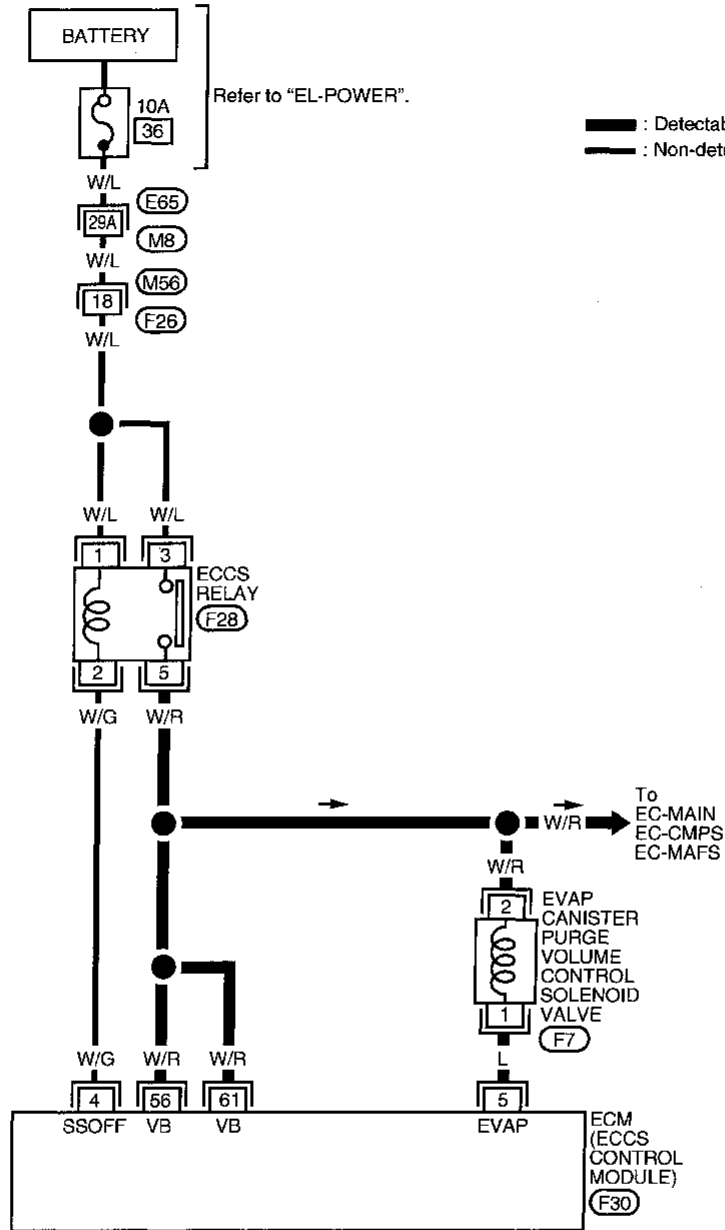 BATTERY
10A
36
Refer to "EL-POWER".
: Detectab
: Non-dete
W/L
29A
E65
M8
W/L
18
M56
F26
W/L
W/L W/L
1 3
ECCS
RELAY
F28
2 5
W/G W/R
To
EC-MAIN
EC-CMPS
EC-MAFS
W/R
W/R
2
EVAP
CANISTER
PURGE
VOLUME
CONTROL
SOLENOID
VALVE
1
F7
L
W/G W/R W/R
4 56 61 5
SSOFF VB VB EVAP
ECM
(ECCS
CONTROL
MODULE)
F30